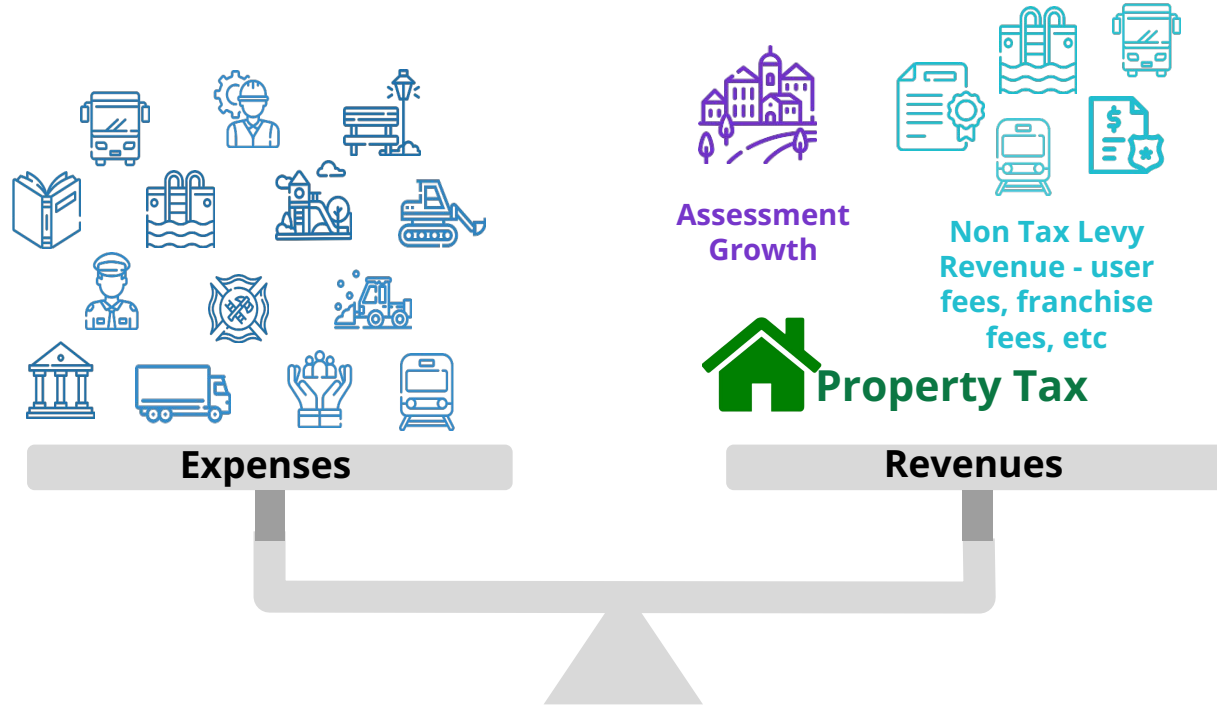 Assessment
Growth
Non Tax Levy
Revenue - user
fees, franchise
fees, etc
Property Tax
Expenses
Revenues
$